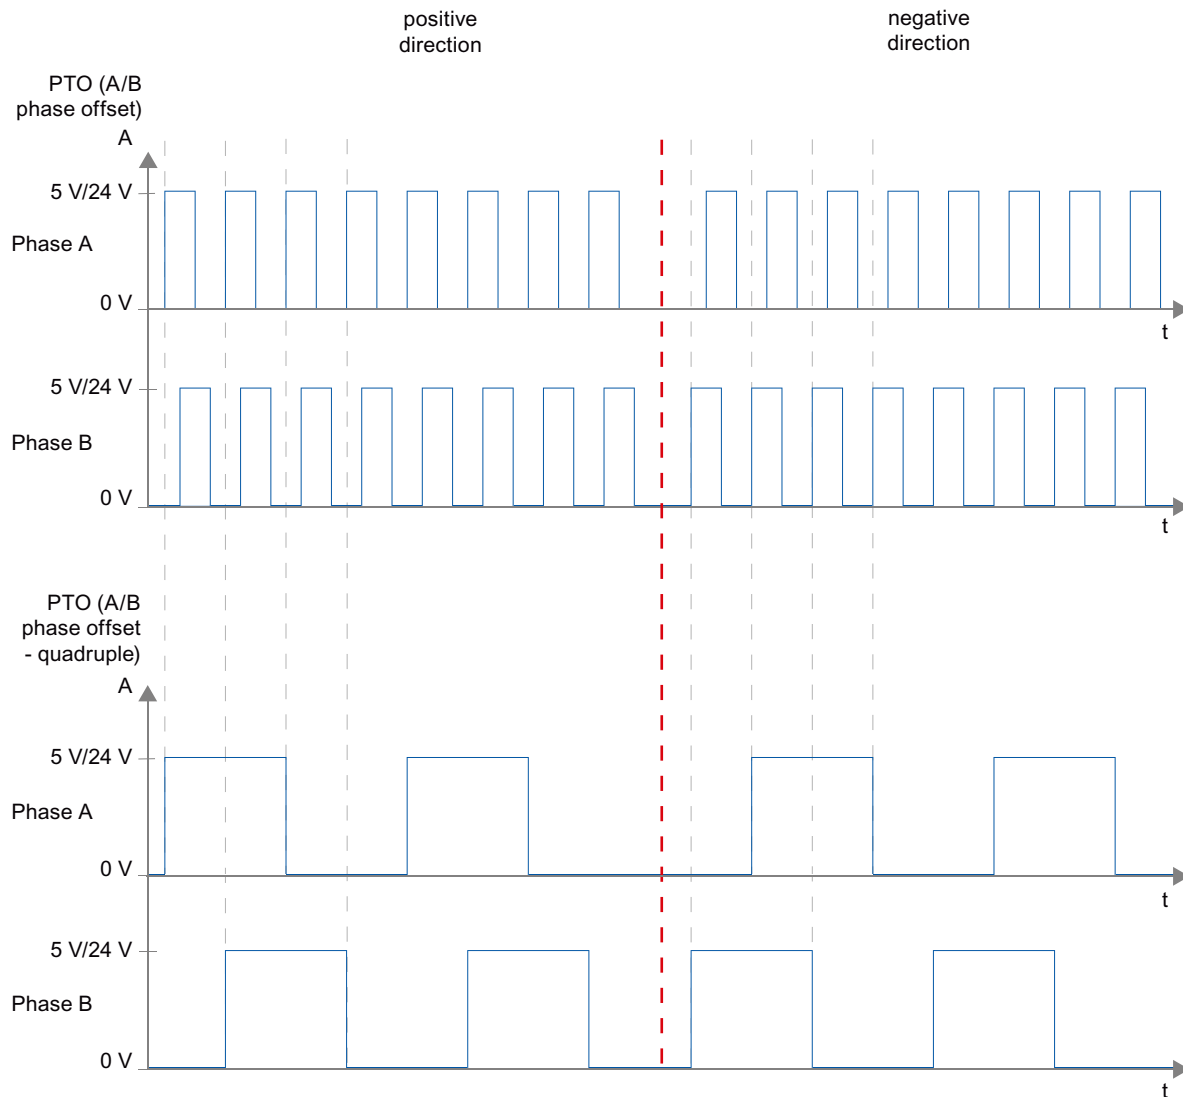 positive
direction
negative
direction
PTO (A/B
phase offset)
A
5 V/24 V
Phase A
0 V
t
5 V/24 V
Phase B
0 V
t
PTO (A/B
phase offset
- quadruple)
A
5 V/24 V
Phase A
0 V
t
5 V/24 V
Phase B
0 V
t